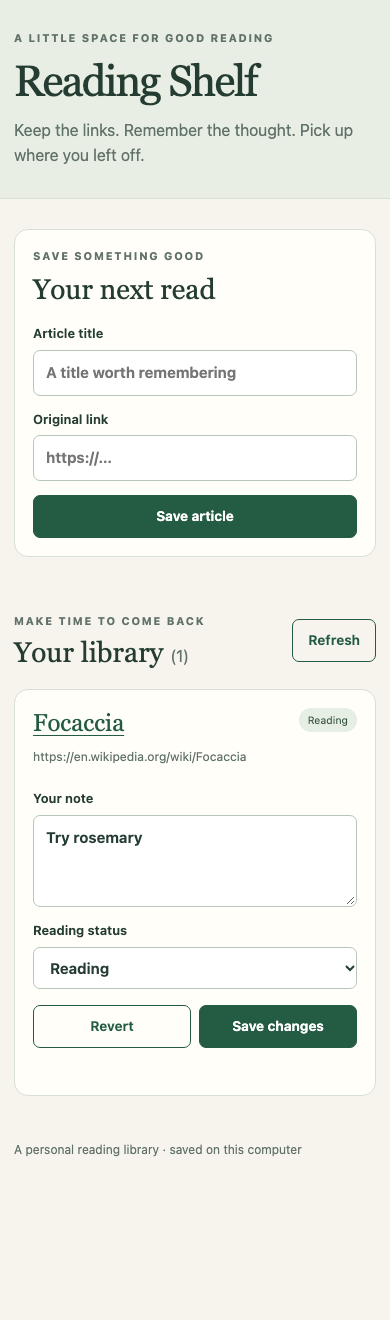 A LITTLE SPACE FOR GOOD READING
Reading Shelf
Keep the links. Remember the thought. Pick up
where you left off.
SAVE SOMETHING GOOD
Your next read
Article title
A title worth remembering
Original link
https://...
Save article
MAKE TIME TO COME BACK
Your library (1)
Refresh
Focaccia
Reading
https://en.wikipedia.org/wiki/Focaccia
Your note
Try rosemary
Reading status
Reading
Revert
Save changes
A personal reading library · saved on this computer